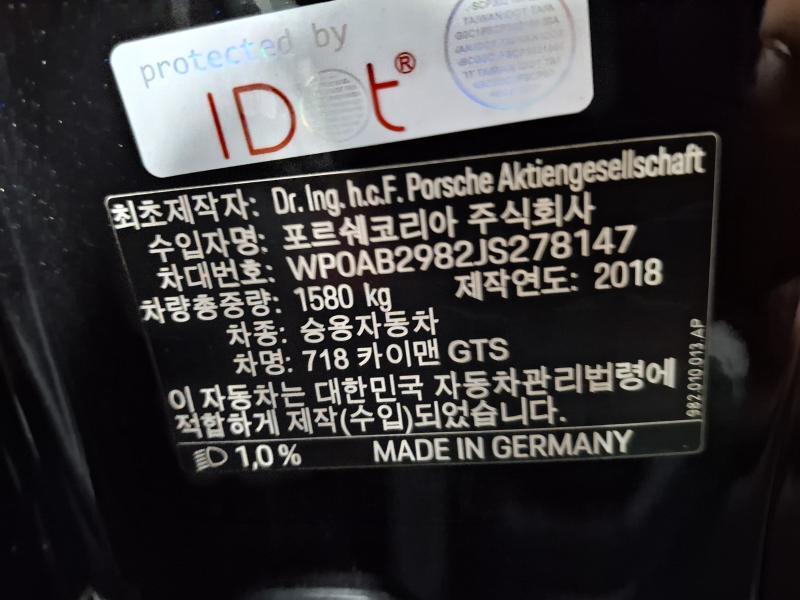 protected by
IDOt®
최초제작자: Dr. Ing. h.c.F. Porsche Aktiengesellschaft
수입자명: 포르쉐코리아 주식회사
차대번호: WP0AB2982JS278147
차량총중량: 1580 kg 제작연도: 2018
차종: 승용자동차
차명: 718 카이맨 GTS
이 자동차는 대한민국 자동차관리법령에
적합하게 제작(수입)되었습니다.
1,0% MADE IN GERMANY
982.010.013.AP